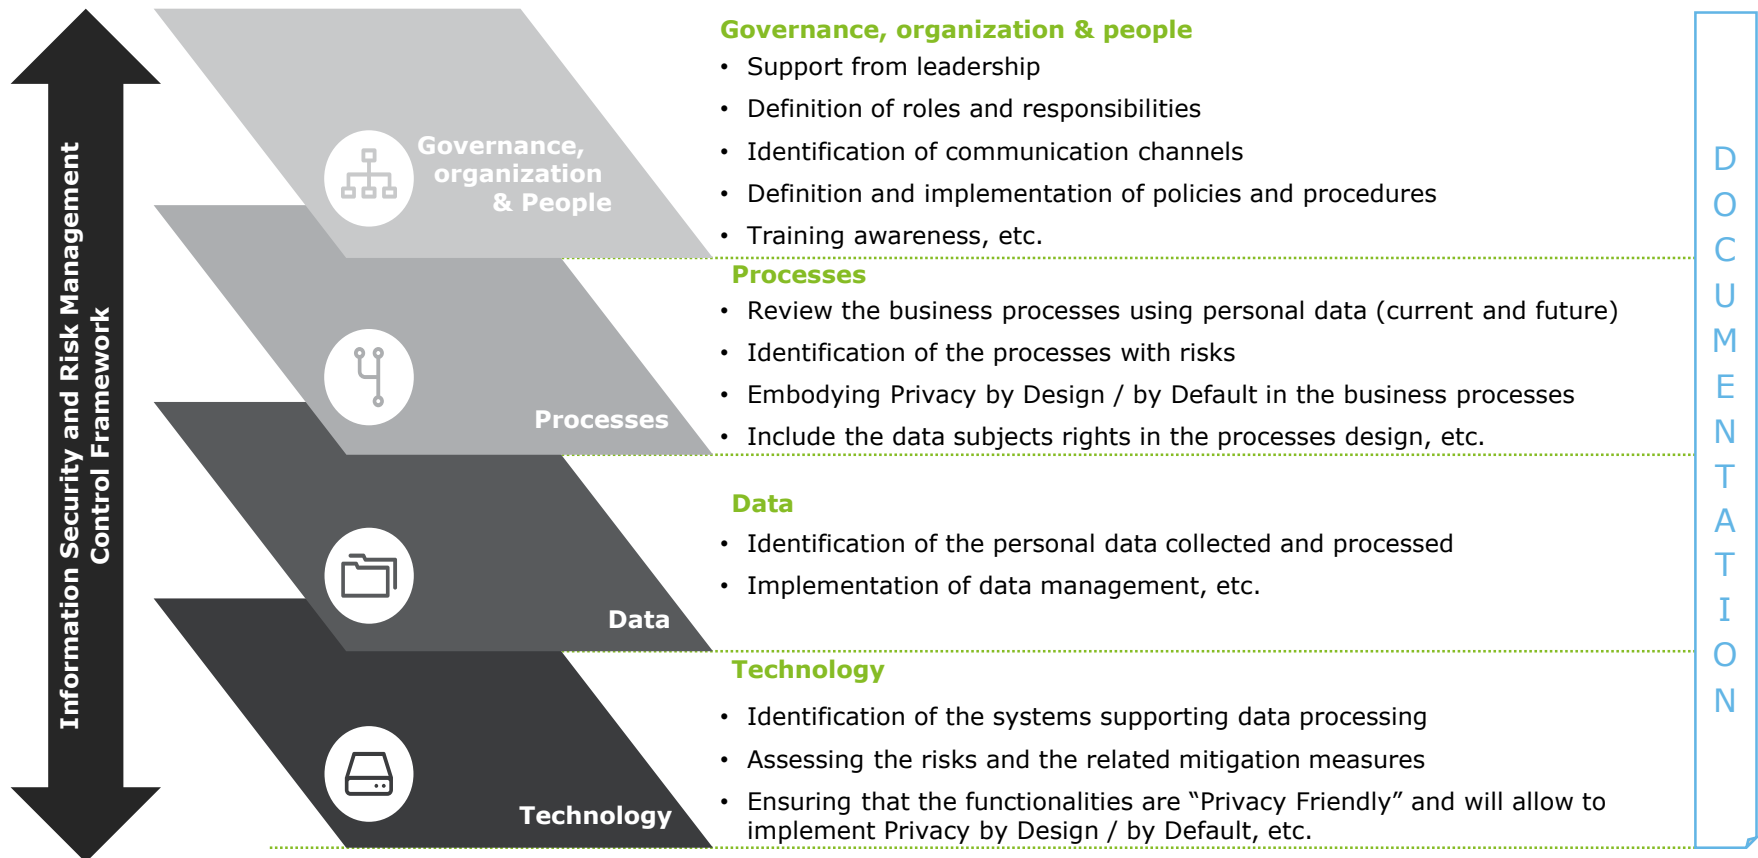 Information Security and Risk Management
Control Framework
Governance,
organization
& People
Governance, organization & people
• Support from leadership
• Definition of roles and responsibilities
• Identification of communication channels
• Definition and implementation of policies and procedures
• Training awareness, etc.
Processes
Processes
• Review the business processes using personal data (current and future)
• Identification of the processes with risks
• Embodying Privacy by Design / by Default in the business processes
• Include the data subjects rights in the processes design, etc.
Data
Data
• Identification of the personal data collected and processed
• Implementation of data management, etc.
Technology
Technology
• Identification of the systems supporting data processing
• Assessing the risks and the related mitigation measures
• Ensuring that the functionalities are “Privacy Friendly” and will allow to
implement Privacy by Design / by Default, etc.
DOCUMENTATION